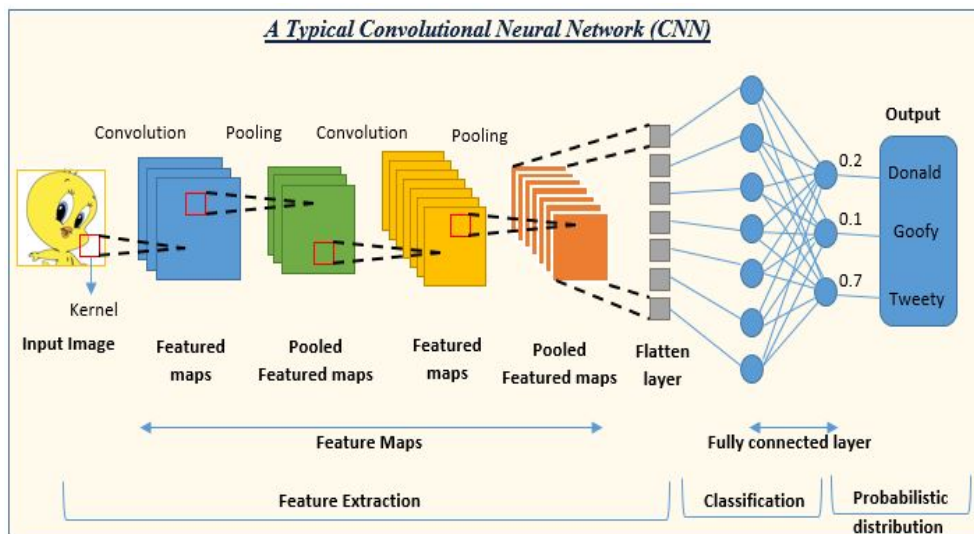 A Typical Convolutional Neural Network (CNN)
Convolution
Pooling
Convolution
Pooling
Output
0.2
Donald
0.1
Goofy
0.7
Tweety
Kernel
Input Image
Featured
maps
Pooled
Featured maps
Featured
maps
Pooled
Featured maps
Flatten
layer
Feature Maps
Fully connected layer
Feature Extraction
Classification
Probabilistic
distribution